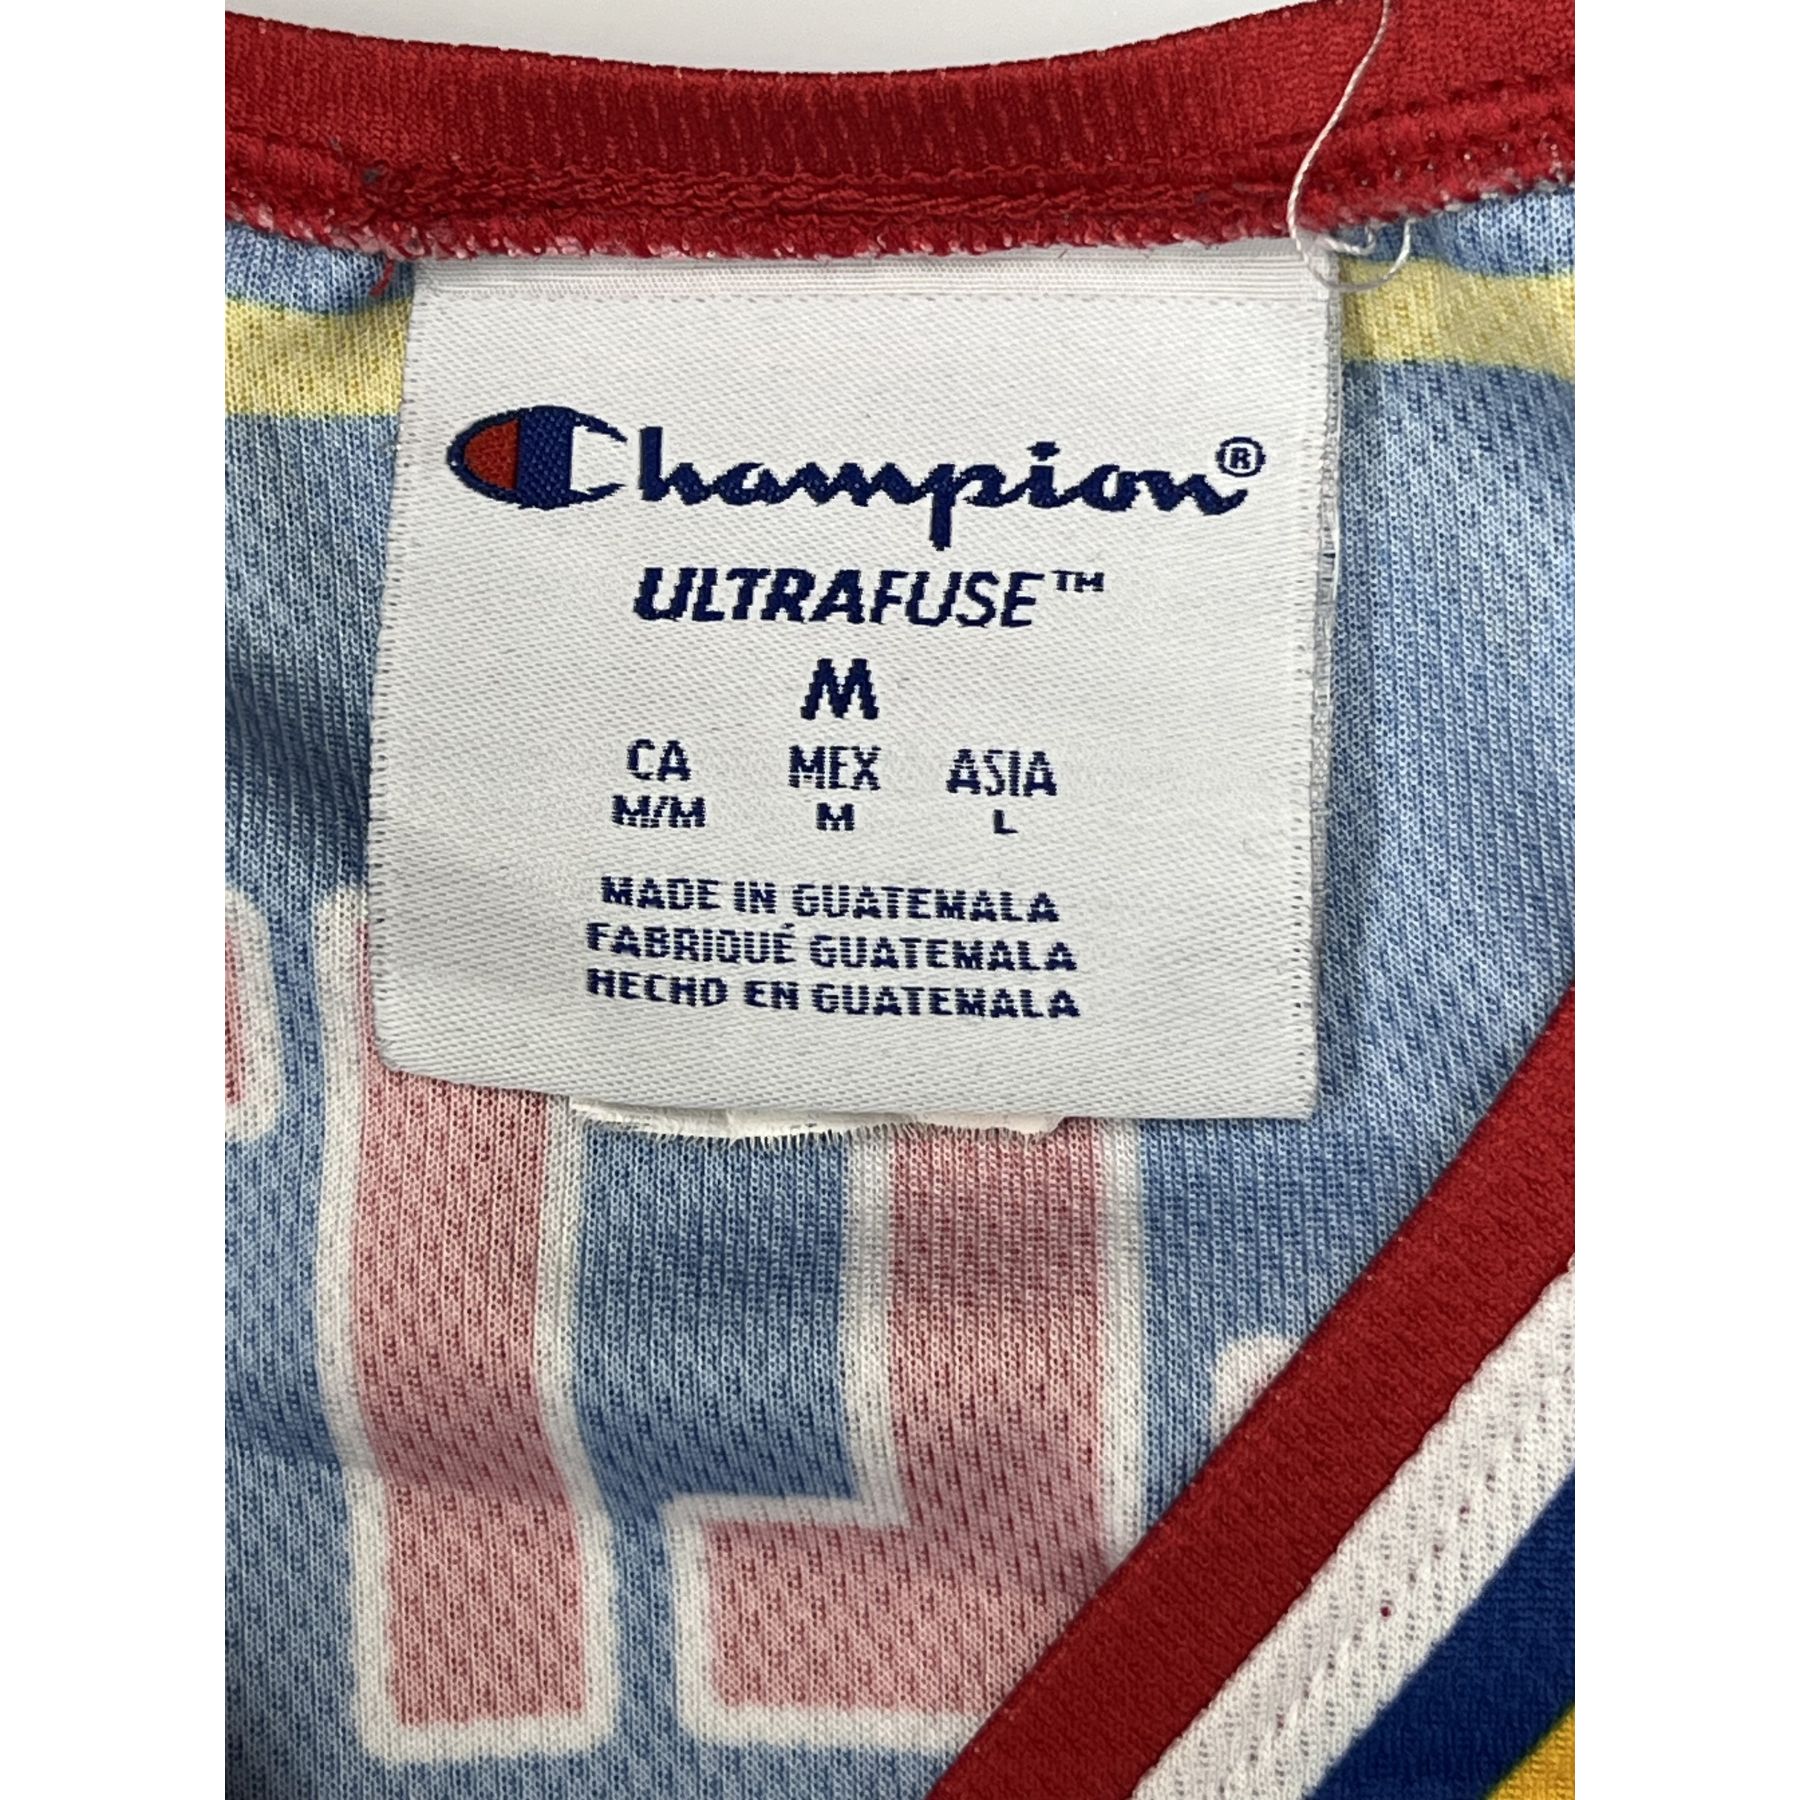 Champion®
ULTRAFUSE™
M
CA MEX ASIA
M/M M L
MADE IN GUATEMALA
FABRIQUÉ GUATEMALA
HECHO EN GUATEMALA